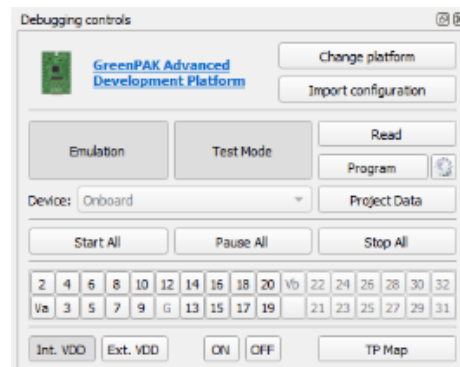 Debugging controls
GreenPAK Advanced
Development Platform
Change platform
Import configuration
Emulation
Test Mode
Read
Program
Device: Onboard
Project Data
Start All
Pause All
Stop All
2 4 6 8 10 12 14 16 18 20 Vb 22 24 26 28 30 32
Va 3 5 7 9 G 13 15 17 19 21 23 25 27 29 31
Int. VDD
Ext. VDD
ON
OFF
TP Map